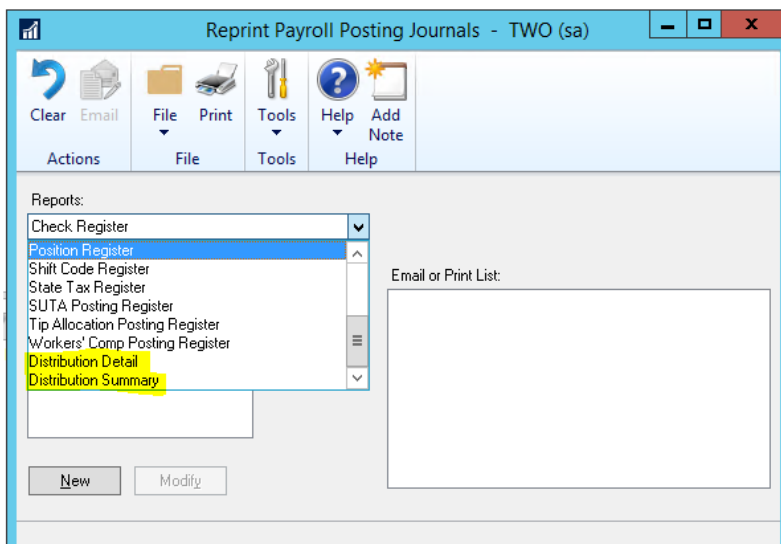 Reprint Payroll Posting Journals - TWO (sa)
Clear Email File Print Tools Help Add Note
Actions File Tools Help
Reports:
Check Register
Position Register
Shift Code Register
State Tax Register
SUTA Posting Register
Tip Allocation Posting Register
Workers' Comp Posting Register
Distribution Detail
Distribution Summary
Email or Print List:
New Modify